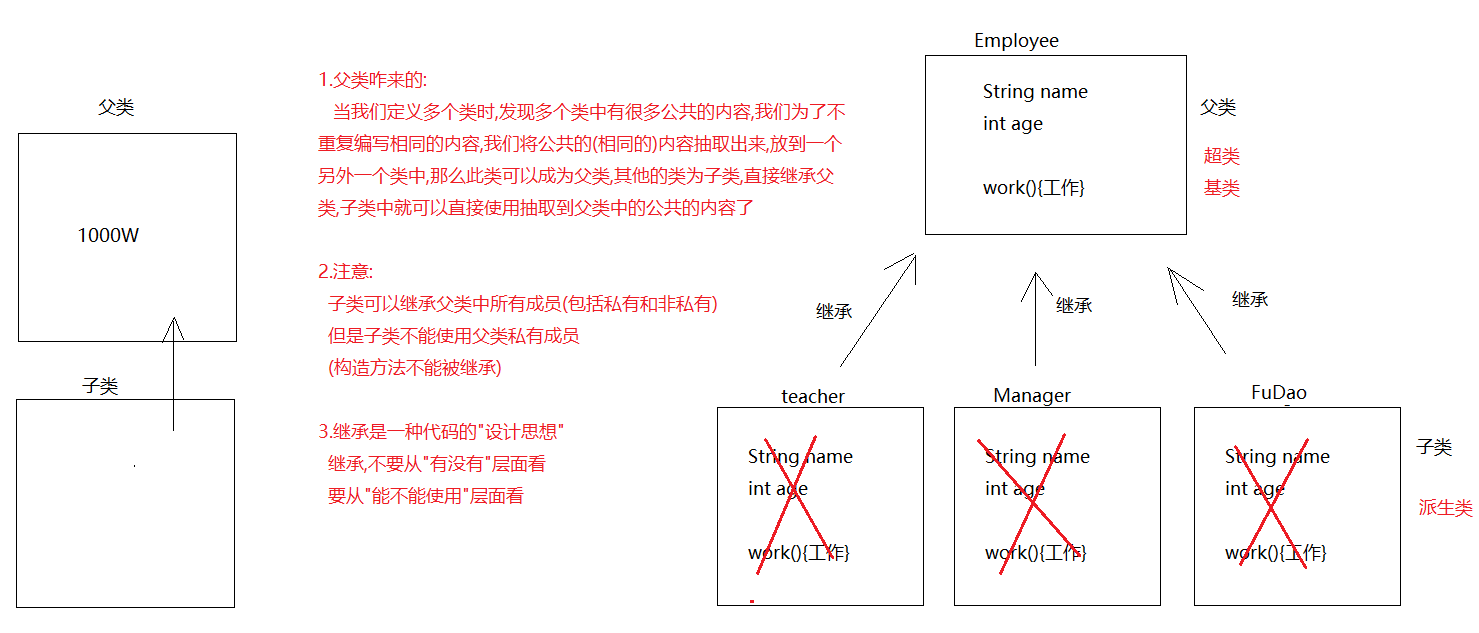 父类
1000W
子类
1.父类咋来的:
当我们定义多个类时,发现多个类中有很多公共的内容,我们为了不
重复编写相同的内容,我们将公共的(相同的)内容抽取出来,放到一个
另外一个类中,那么此类可以成为父类,其他的类为子类,直接继承父
类,子类中就可以直接使用抽取到父类中的公共的内容了
2.注意:
子类可以继承父类中所有成员(包括私有和非私有)
但是子类不能使用父类私有成员
(构造方法不能被继承)
3.继承是一种代码的"设计思想"
继承,不要从"有没有"层面看
要从"能不能使用"层面看
Employee
String name
int age
work(){工作}
父类
超类
基类
继承
继承
继承
teacher
String name
int age
work(){工作}
Manager
String name
int age
work(){工作}
FuDao
String name
int age
work(){工作}
子类
派生类